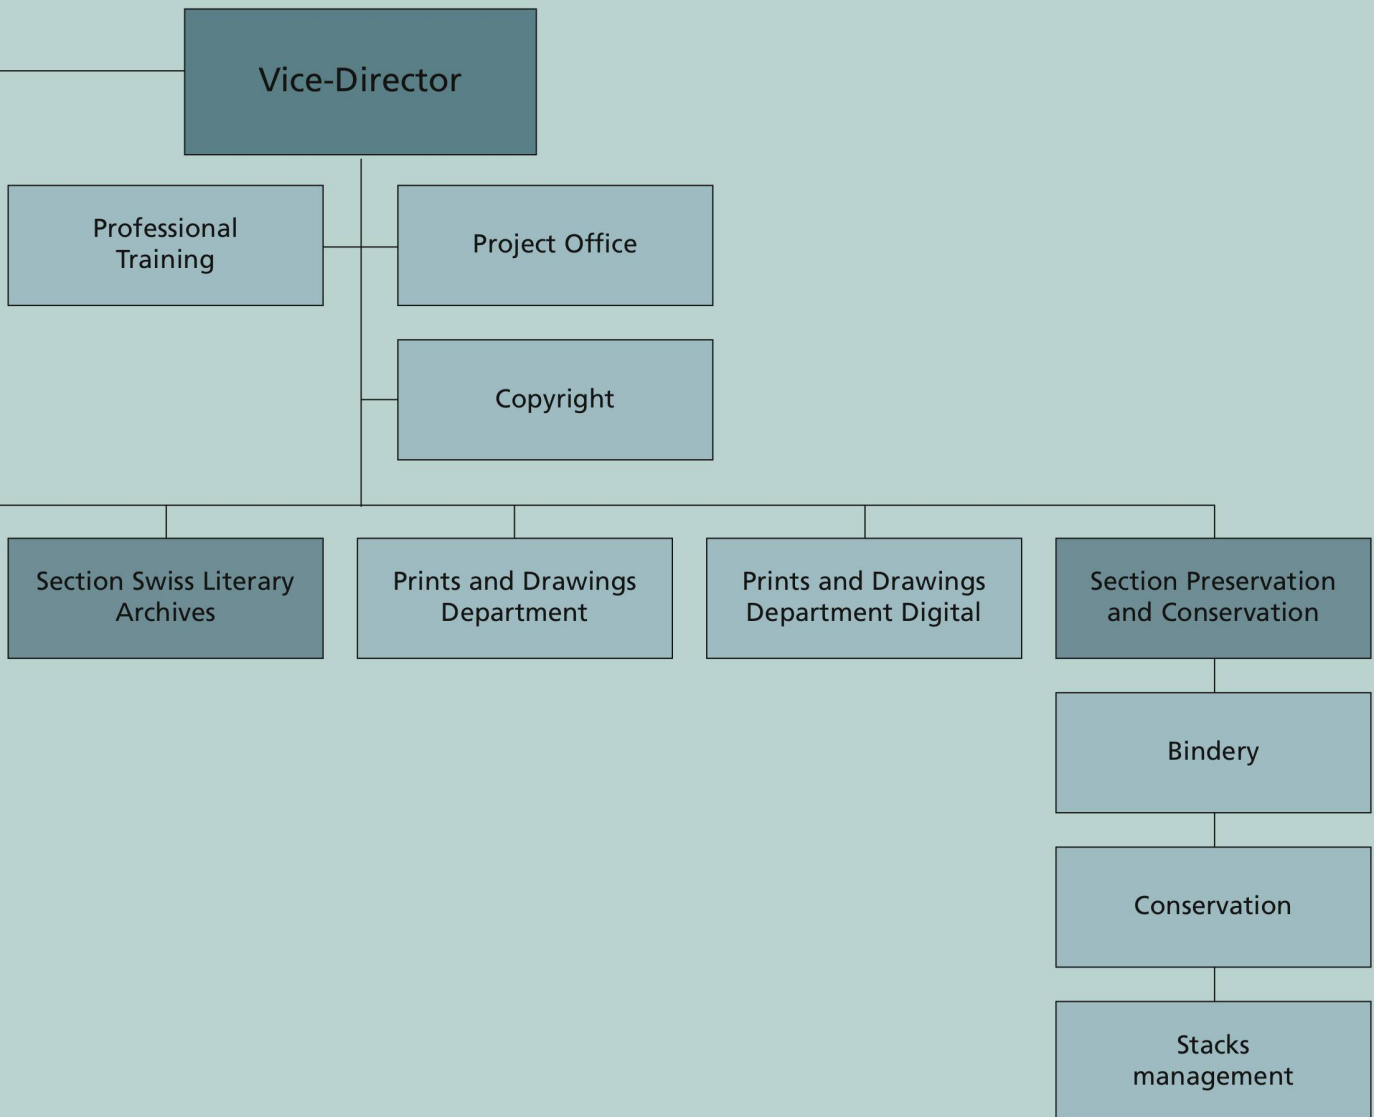 Vice-Director
Professional
Training
Project Office
Copyright
Section Swiss Literary
Archives
Prints and Drawings
Department
Prints and Drawings
Department Digital
Section Preservation
and Conservation
Bindery
Conservation
Stacks
management